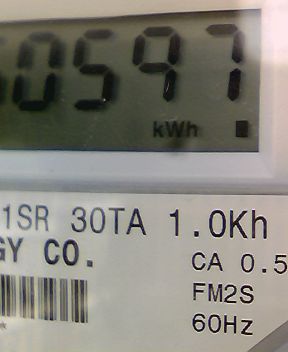 0597
kWh
1SR 30TA 1.0Kh
GY CO.
CA 0.5
FM2S
60Hz